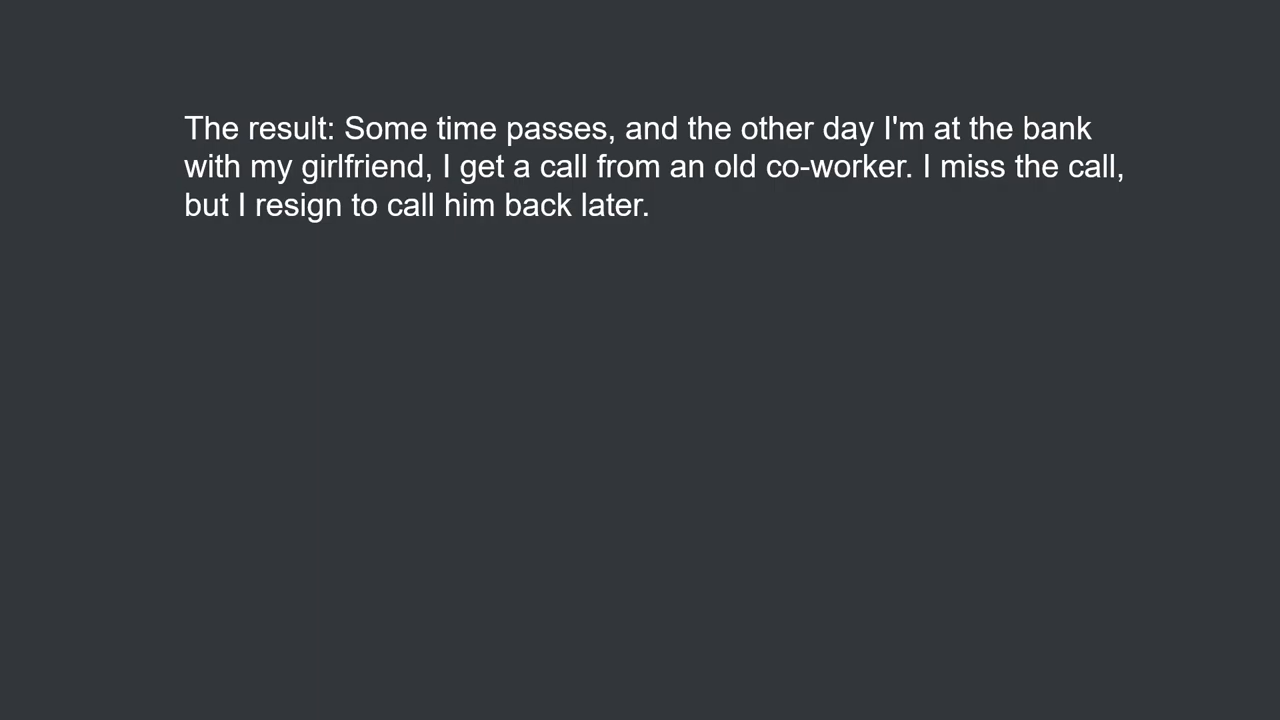 The result: Some time passes, and the other day I'm at the bank
with my girlfriend, I get a call from an old co-worker. I miss the call,
but I resign to call him back later.